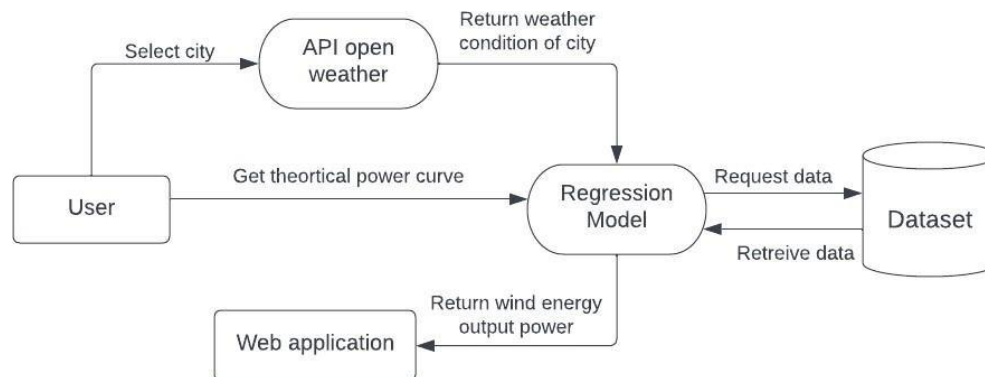 Select city
API open
weather
Return weather
condition of city
User
Get theortical power curve
Regression
Model
Request data
Retreive data
Dataset
Return wind energy
output power
Web application